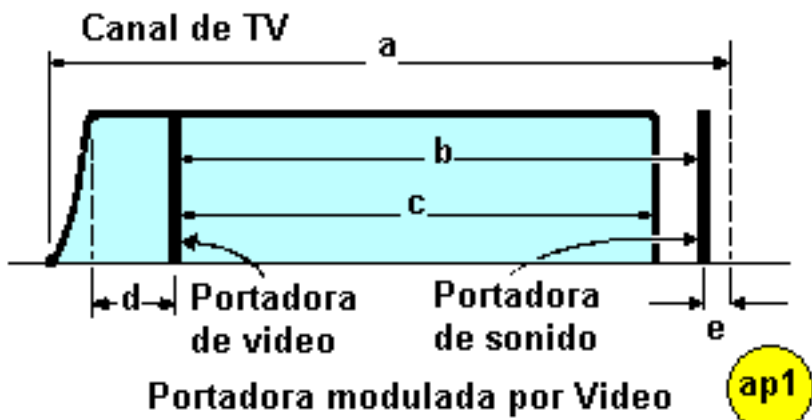 Canal de TV
a
b
c
d
Portadora
de video
Portadora
de sonido
e
Portadora modulada por Video
ap1